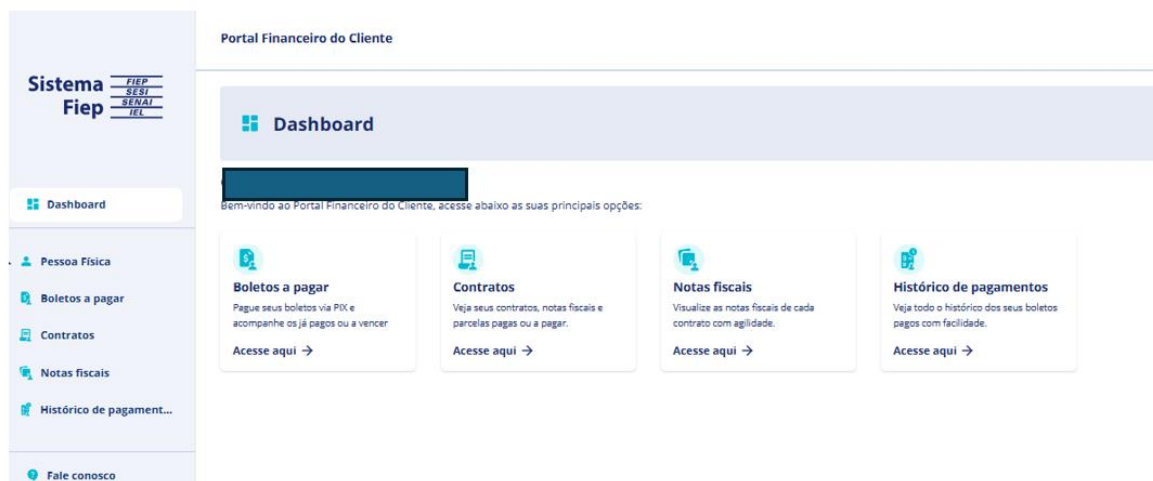 Portal Financeiro do Cliente
Sistema
Fiep
FIEP
SESI
SENAI
IEL
Dashboard
Dashboard
Bem-vindo ao Portal Financeiro do Cliente, acesse abaixo as suas principais opções:
Pessoa Física
Boletos a pagar
Contratos
Notas fiscais
Histórico de pagament...
Fale conosco
Boletos a pagar
Pague seus boletos via PIX e
acompanhe os já pagos ou a vencer
Acesse aqui →
Contratos
Veja seus contratos, notas fiscais e
parcelas pagas ou a pagar.
Acesse aqui →
Notas fiscais
Visualize as notas fiscais de cada
contrato com agilidade.
Acesse aqui →
Histórico de pagamentos
Veja todo o histórico dos seus boletos
pagos com facilidade.
Acesse aqui →